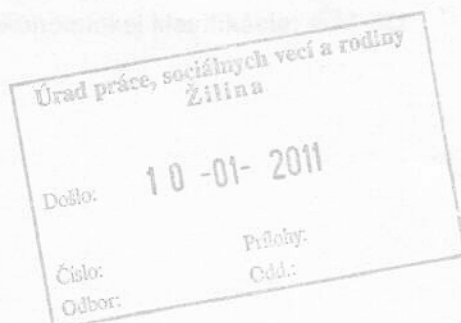 Úrad práce, sociálnych vecí a rodiny
Žilina
Došlo: 10 -01- 2011
Číslo: Prílohy:
Odbor: Odd.: